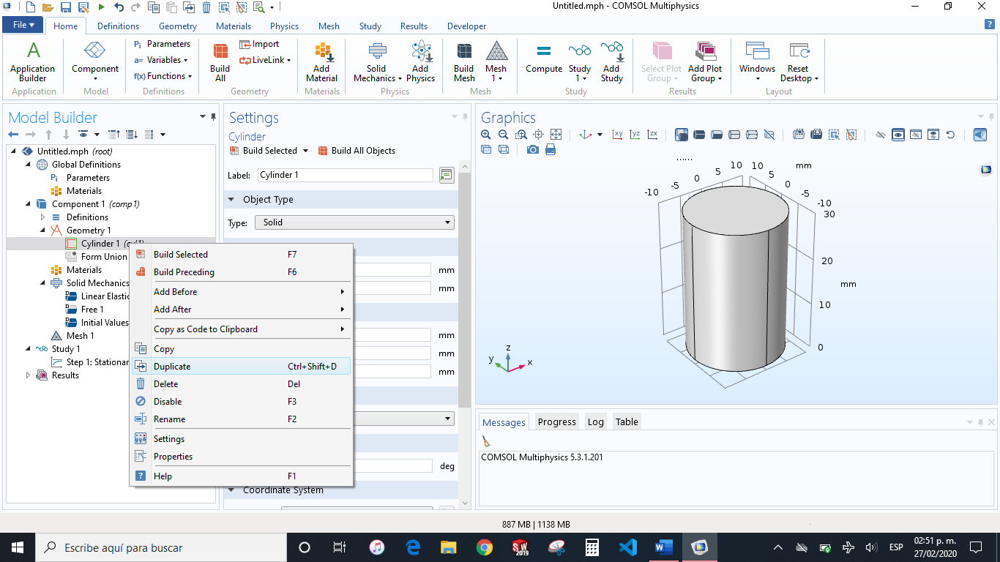 Untitled.mph - COMSOL Multiphysics
File Home Definitions Geometry Materials Physics Mesh Study Results Developer
Application Builder
Component
Pi Parameters
a= Variables
f(x) Functions
Build All
Import
LiveLink
Add Material
Solid Mechanics
Add Physics
Build Mesh
Mesh 1
Compute
Study 1
Add Study
Select Plot Group
Add Plot Group
Windows
Reset Desktop
Application Model Definitions Geometry Materials Physics Mesh Study Results Layout
Model Builder
Untitled.mph (root)
Global Definitions
Pi Parameters
Materials
Component 1 (comp1)
Definitions
Geometry 1
Cylinder 1 (cyl1)
Form Union
Materials
Solid Mechanics
Linear Elastic
Free 1
Initial Values
Mesh 1
Study 1
Step 1: Stationar
Results
Build Selected F7
Build Preceding F6
Add Before
Add After
Copy as Code to Clipboard
Copy
Duplicate Ctrl+Shift+D
Delete Del
Disable F3
Rename F2
Settings
Properties
Help F1
Settings
Cylinder
Build Selected Build All Objects
Label: Cylinder 1
Object Type
Type: Solid
mm
mm
mm
mm
mm
deg
Coordinate System
Graphics
xy yz zx
mm
10 10 mm
5 5
0 0
-5 -5
-10 -10
30
20
mm
10
0
z
y x
Messages Progress Log Table
COMSOL Multiphysics 5.3.1.201
887 MB | 1138 MB
Escribe aquí para buscar
SW 2019
ESP
02:51 p. m.
27/02/2020